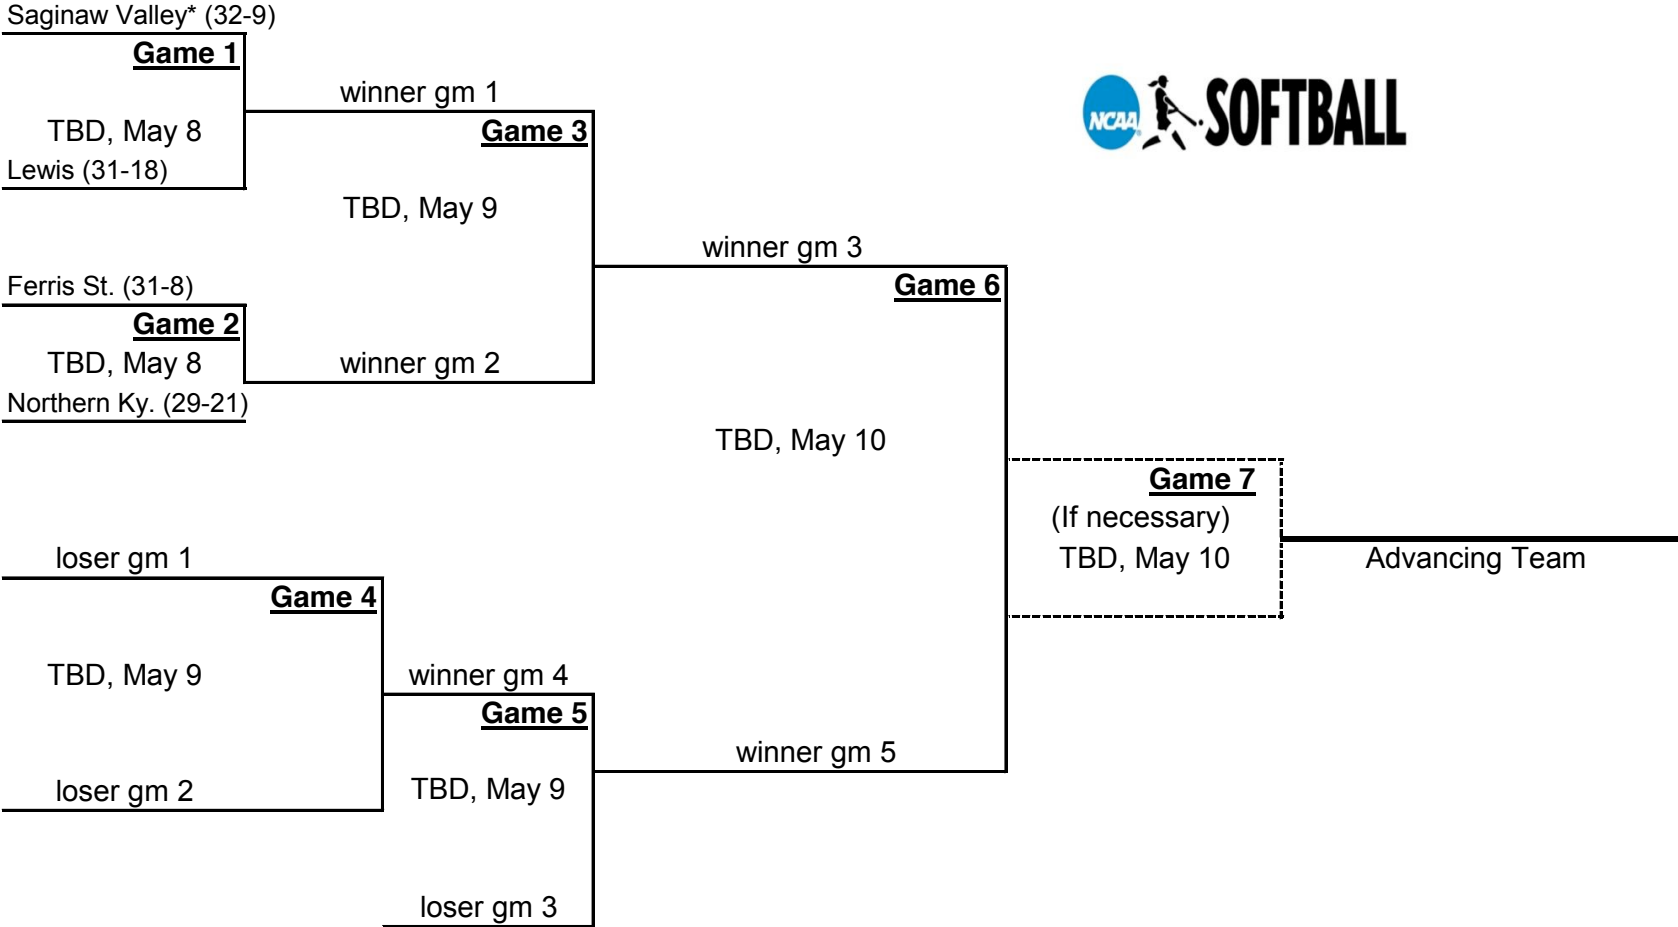 Saginaw Valley* (32-9)
Game 1
TBD, May 8
Lewis (31-18)
winner gm 1
Game 3
TBD, May 9
Ferris St. (31-8)
Game 2
TBD, May 8
Northern Ky. (29-21)
winner gm 2
winner gm 3
Game 6
TBD, May 10
NCAA SOFTBALL
Game 7
(If necessary)
TBD, May 10
Advancing Team
loser gm 1
Game 4
TBD, May 9
loser gm 2
winner gm 4
Game 5
TBD, May 9
loser gm 3
winner gm 5